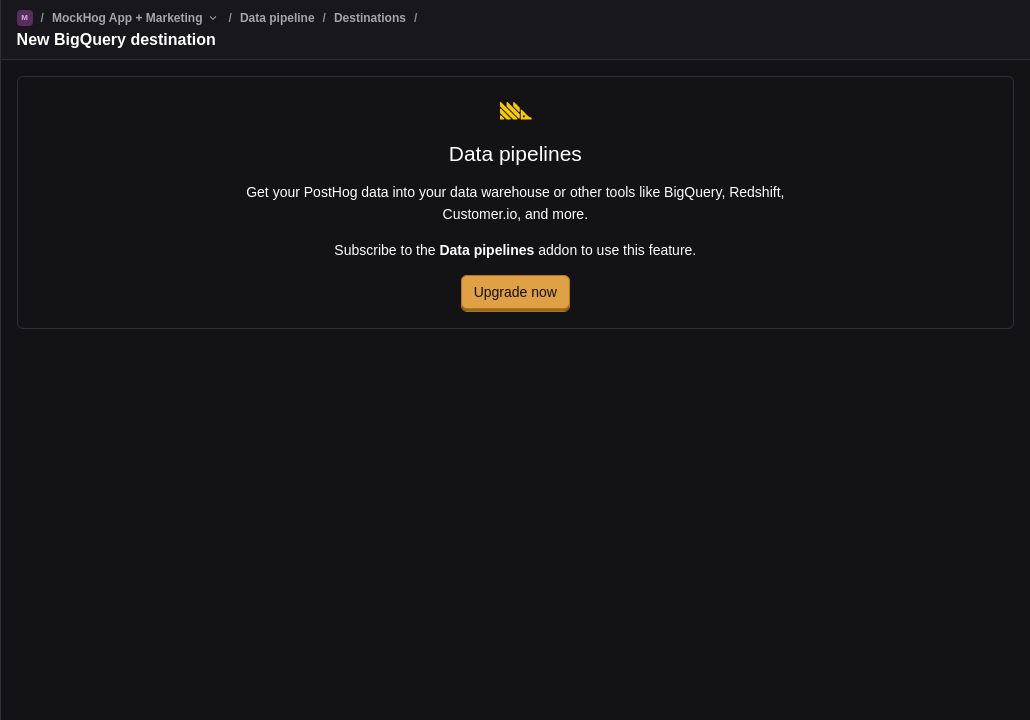 M / MockHog App + Marketing / Data pipeline / Destinations /
New BigQuery destination
Data pipelines
Get your PostHog data into your data warehouse or other tools like BigQuery, Redshift,
Customer.io, and more.
Subscribe to the Data pipelines addon to use this feature.
Upgrade now